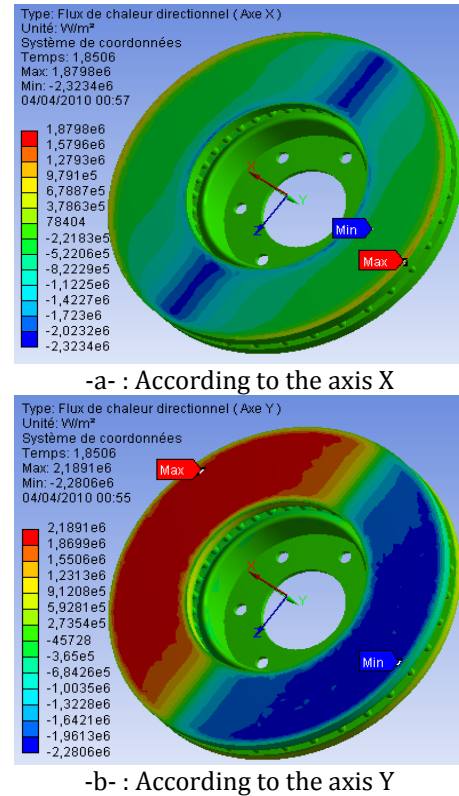 Type: Flux de chaleur directionnel ( Axe X )
Unité: W/m²
Système de coordonnées
Temps: 1,8506
Max: 1,8798e6
Min: -2,3234e6
04/04/2010 00:57
1,8798e6
1,5796e6
1,2793e6
9,791e5
6,7887e5
3,7863e5
78404
-2,2183e5
-5,2206e5
-8,2229e5
-1,1225e6
-1,4227e6
-1,723e6
-2,0232e6
-2,3234e6
X
Y
Z
Min
Max
-a- : According to the axis X
Type: Flux de chaleur directionnel ( Axe Y )
Unité: W/m²
Système de coordonnées
Temps: 1,8506
Max: 2,1891e6
Min: -2,2806e6
04/04/2010 00:55
Max
2,1891e6
1,8699e6
1,5506e6
1,2313e6
9,1208e5
5,9281e5
2,7354e5
-45728
-3,65e5
-6,8426e5
-1,0035e6
-1,3228e6
-1,6421e6
-1,9613e6
-2,2806e6
X
Y
Z
Min
-b- : According to the axis Y